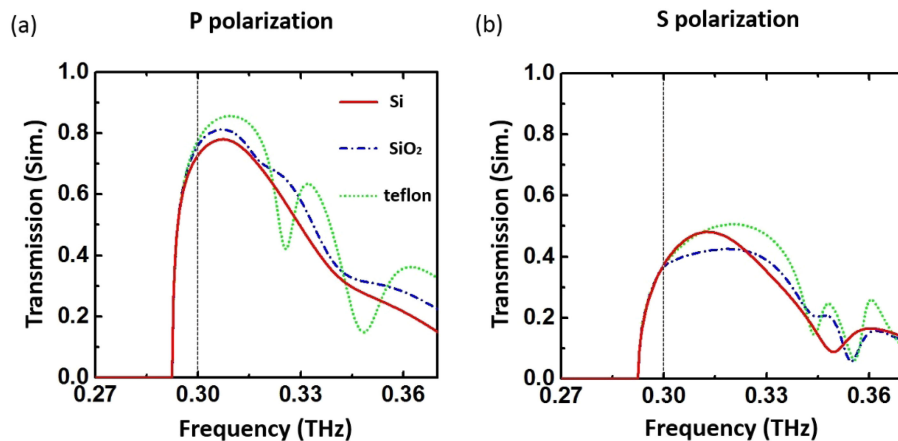 (a)
P polarization
Transmission (Sim.)
1.0
0.8
0.6
0.4
0.2
0.0
0.27
0.30
0.33
0.36
Frequency (THz)
Si
SiO₂
teflon
(b)
S polarization
Transmission (Sim.)
1.0
0.8
0.6
0.4
0.2
0.0
0.27
0.30
0.33
0.36
Frequency (THz)